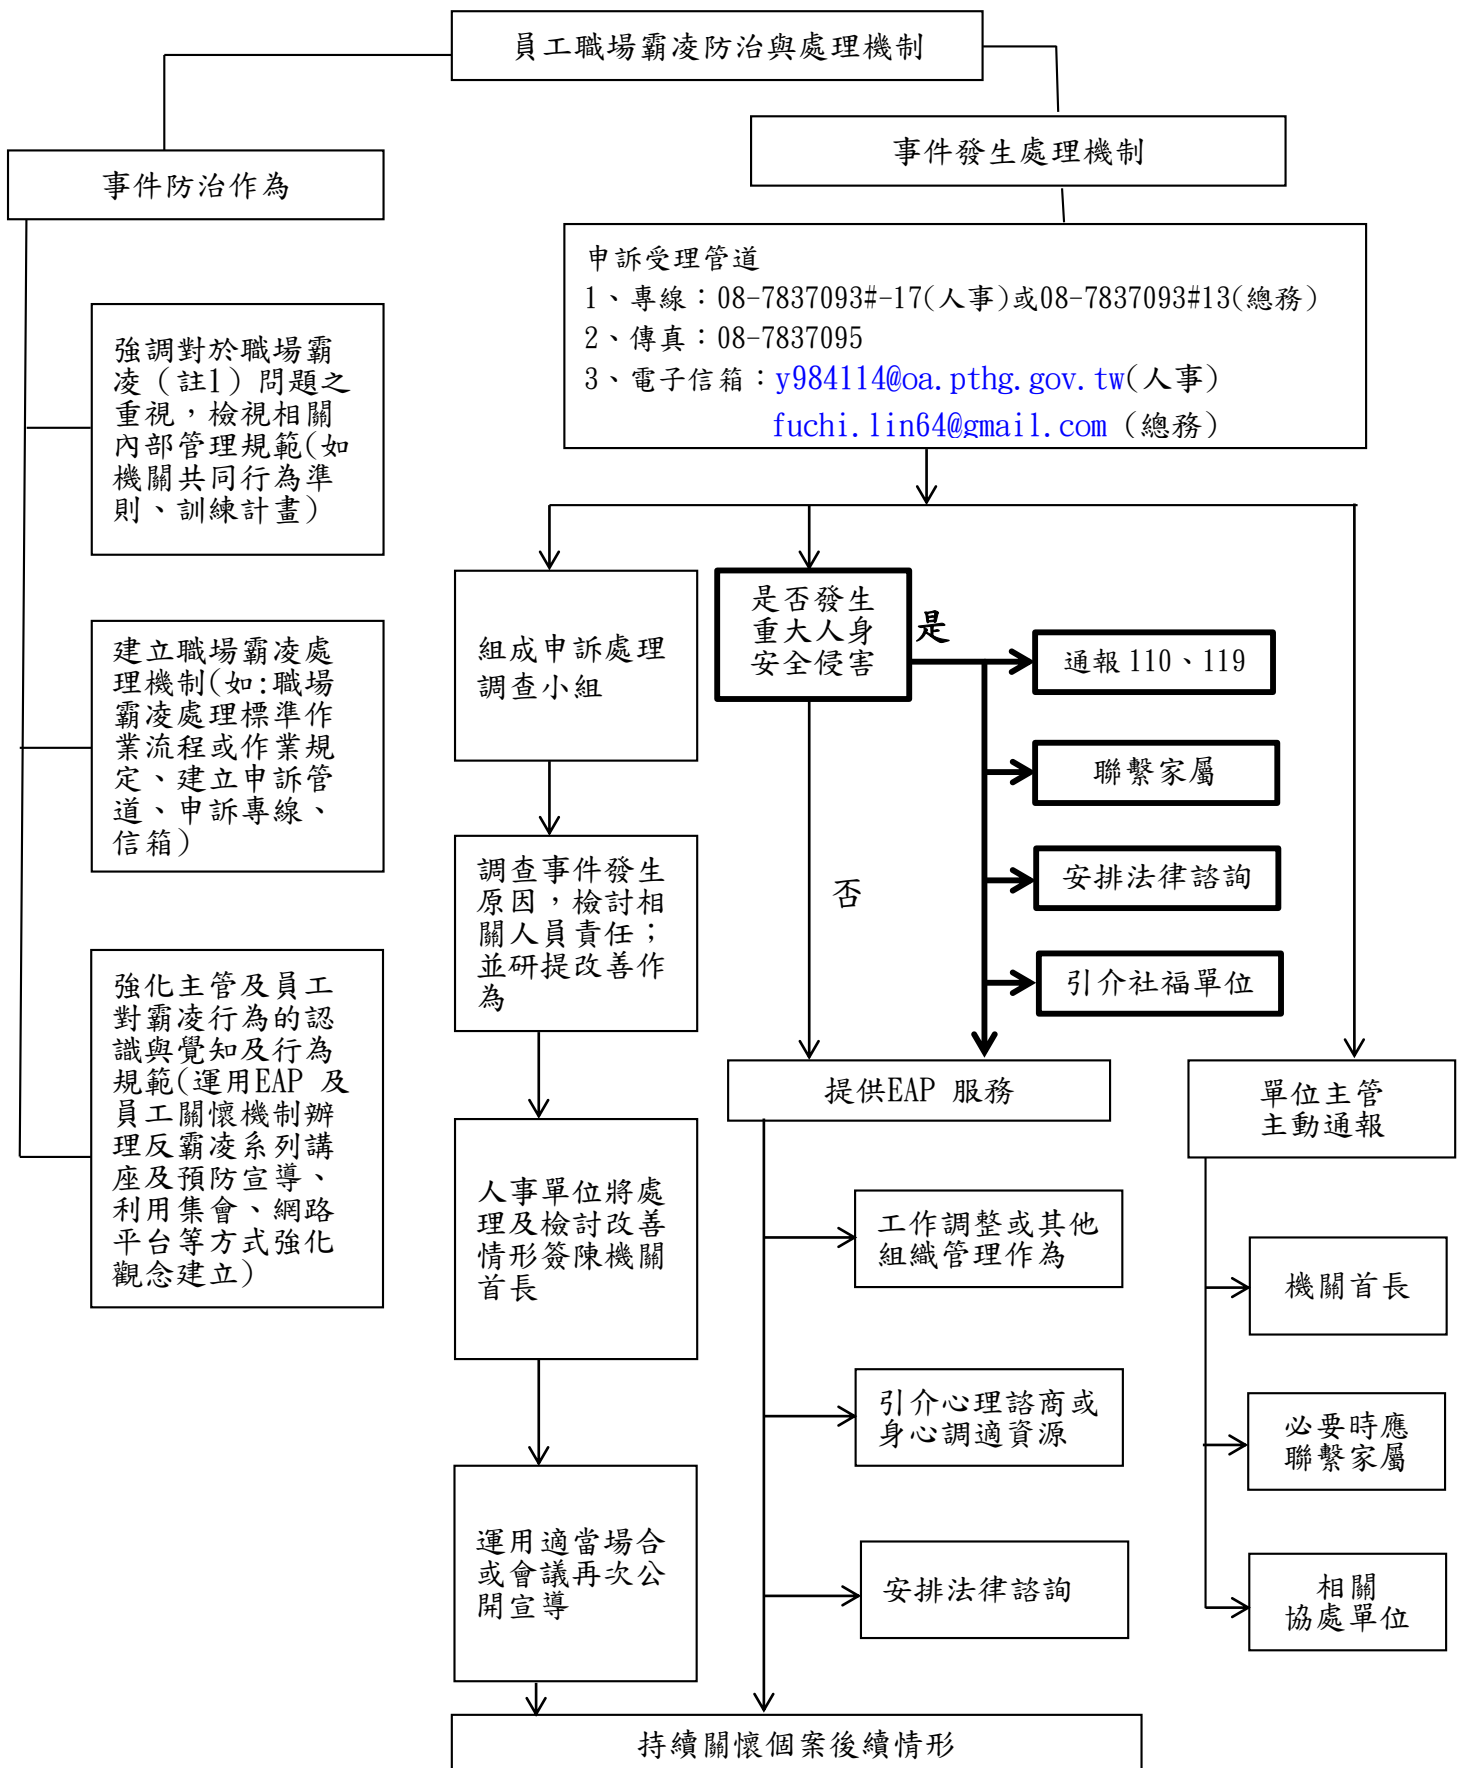 員工職場霸凌防治與處理機制
事件防治作為
強調對於職場霸
凌（註1）問題之
重視，檢視相關
內部管理規範(如
機關共同行為準
則、訓練計畫)
建立職場霸凌處
理機制(如:職場
霸凌處理標準作
業流程或作業規
定、建立申訴管
道、申訴專線、
信箱)
強化主管及員工
對霸凌行為的認
識與覺知及行為
規範(運用EAP 及
員工關懷機制辦
理反霸凌系列講
座及預防宣導、
利用集會、網路
平台等方式強化
觀念建立)
事件發生處理機制
申訴受理管道
1、專線：08-7837093#-17(人事)或08-7837093#13(總務)
2、傳真：08-7837095
3、電子信箱：y984114@oa.pthg.gov.tw(人事)
fuchi.lin64@gmail.com (總務)
組成申訴處理
調查小組
調查事件發生
原因，檢討相
關人員責任；
並研提改善作
為
人事單位將處
理及檢討改善
情形簽陳機關
首長
運用適當場合
或會議再次公
開宣導
是否發生
重大人身
安全侵害
是
否
通報 110、119
聯繫家屬
安排法律諮詢
引介社福單位
提供EAP 服務
工作調整或其他
組織管理作為
引介心理諮商或
身心調適資源
安排法律諮詢
單位主管
主動通報
機關首長
必要時應
聯繫家屬
相關
協處單位
持續關懷個案後續情形